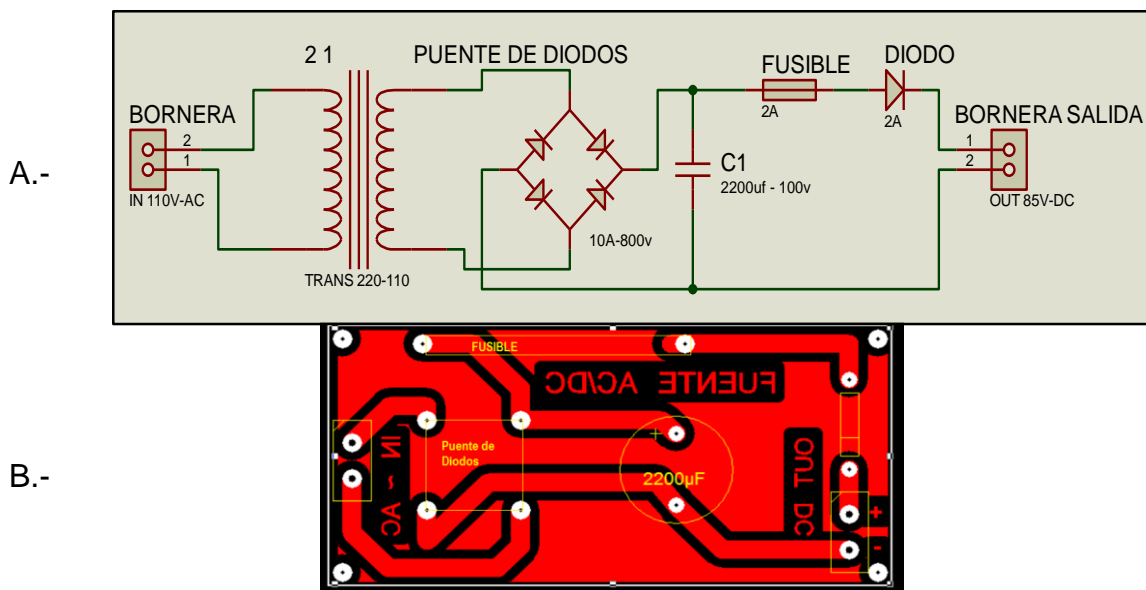 A.-
2 1
PUENTE DE DIODOS
FUSIBLE
DIODO
BORNERA
BORNERA SALIDA
2
1
2A
2A
1
2
C1
2200uf - 100v
IN 110V-AC
OUT 85V-DC
10A-800v
TRANS 220-110
B.-
FUSIBLE
FUENTE AC/DC
+
Puente de
Diodos
IN ~ AC
2200µF
OUT DC
+
-